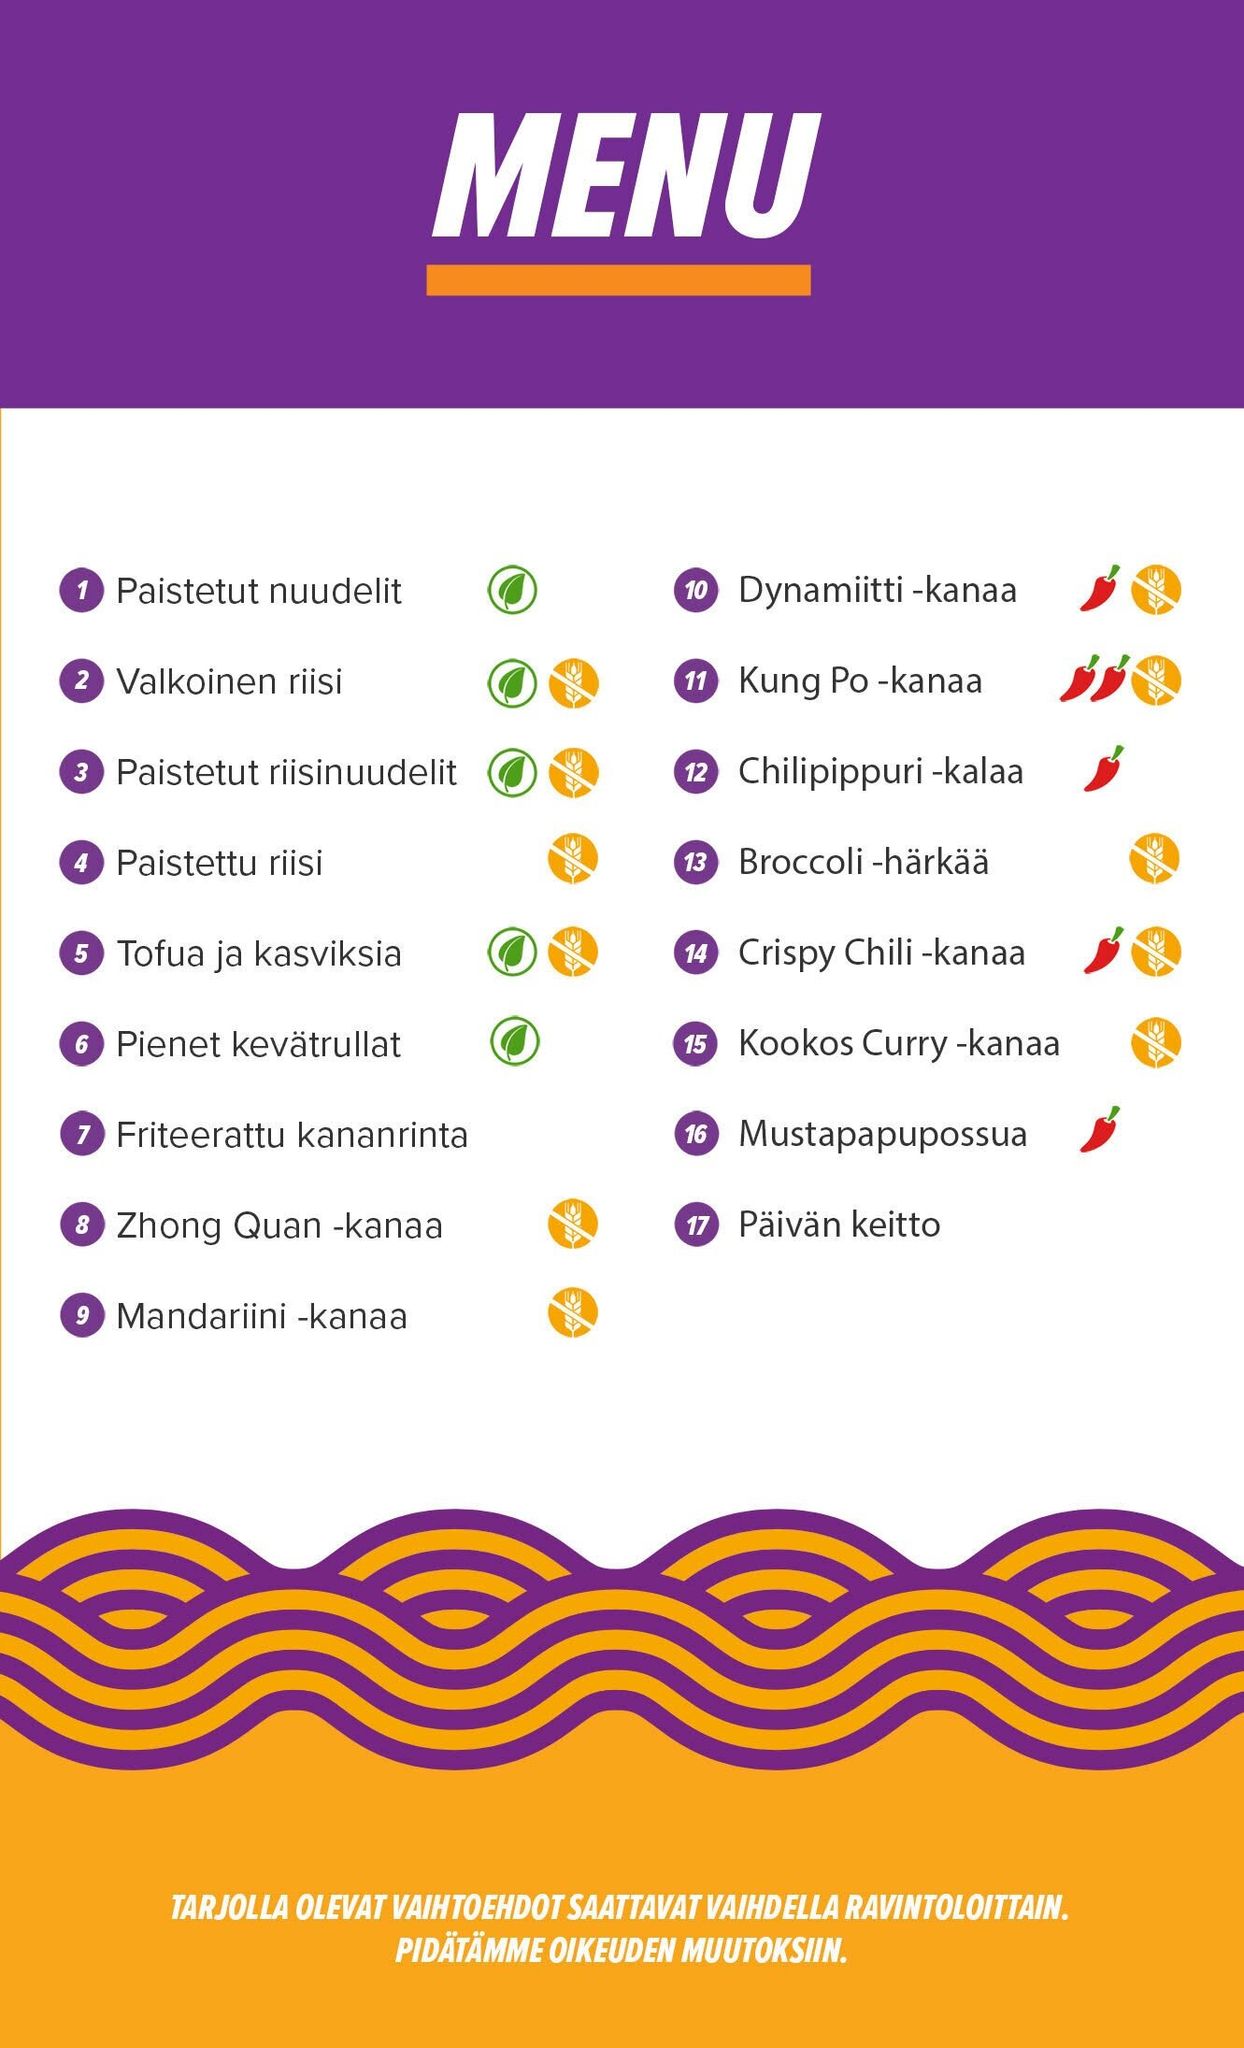 MENU
1 Paistetut nuudelit
2 Valkoinen riisi
3 Paistetut riisinuudelit
4 Paistettu riisi
5 Tofua ja kasviksia
6 Pienet kevätrullat
7 Friteerattu kananrinta
8 Zhong Quan -kanaa
9 Mandariini -kanaa
10 Dynamiitti -kanaa
11 Kung Po -kanaa
12 Chilipippuri -kalaa
13 Broccoli -härkää
14 Crispy Chili -kanaa
15 Kookos Curry -kanaa
16 Mustapapupossua
17 Päivän keitto
TARJOLLA OLEVAT VAIHTOEHDOT SAATTAVAT VAIHDELLA RAVINTOLOITTAIN.
PIDÄTÄMME OIKEUDEN MUUTOKSIIN.